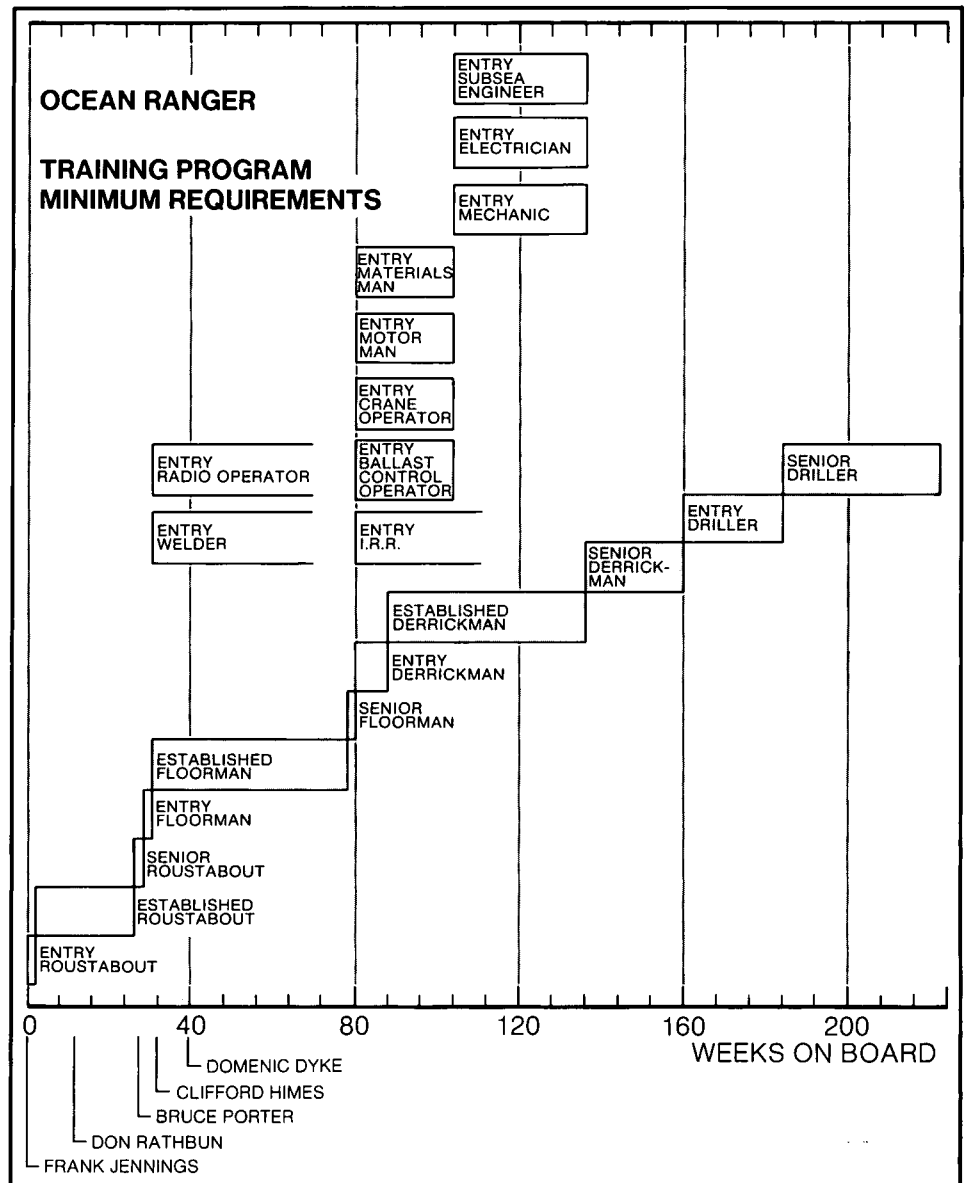 OCEAN RANGER
TRAINING PROGRAM
MINIMUM REQUIREMENTS
ENTRY
SUBSEA
ENGINEER
ENTRY
ELECTRICIAN
ENTRY
MECHANIC
ENTRY
MATERIALS
MAN
ENTRY
MOTOR
MAN
ENTRY
CRANE
OPERATOR
ENTRY
RADIO OPERATOR
ENTRY
BALLAST
CONTROL
OPERATOR
SENIOR
DRILLER
ENTRY
WELDER
ENTRY
I.R.R.
ENTRY
DRILLER
SENIOR
DERRICK-
MAN
ESTABLISHED
DERRICKMAN
ENTRY
DERRICKMAN
SENIOR
FLOORMAN
ESTABLISHED
FLOORMAN
ENTRY
FLOORMAN
SENIOR
ROUSTABOUT
ESTABLISHED
ROUSTABOUT
ENTRY
ROUSTABOUT
0 40 80 120 160 200
WEEKS ON BOARD
DOMENIC DYKE
CLIFFORD HIMES
BRUCE PORTER
DON RATHBUN
FRANK JENNINGS